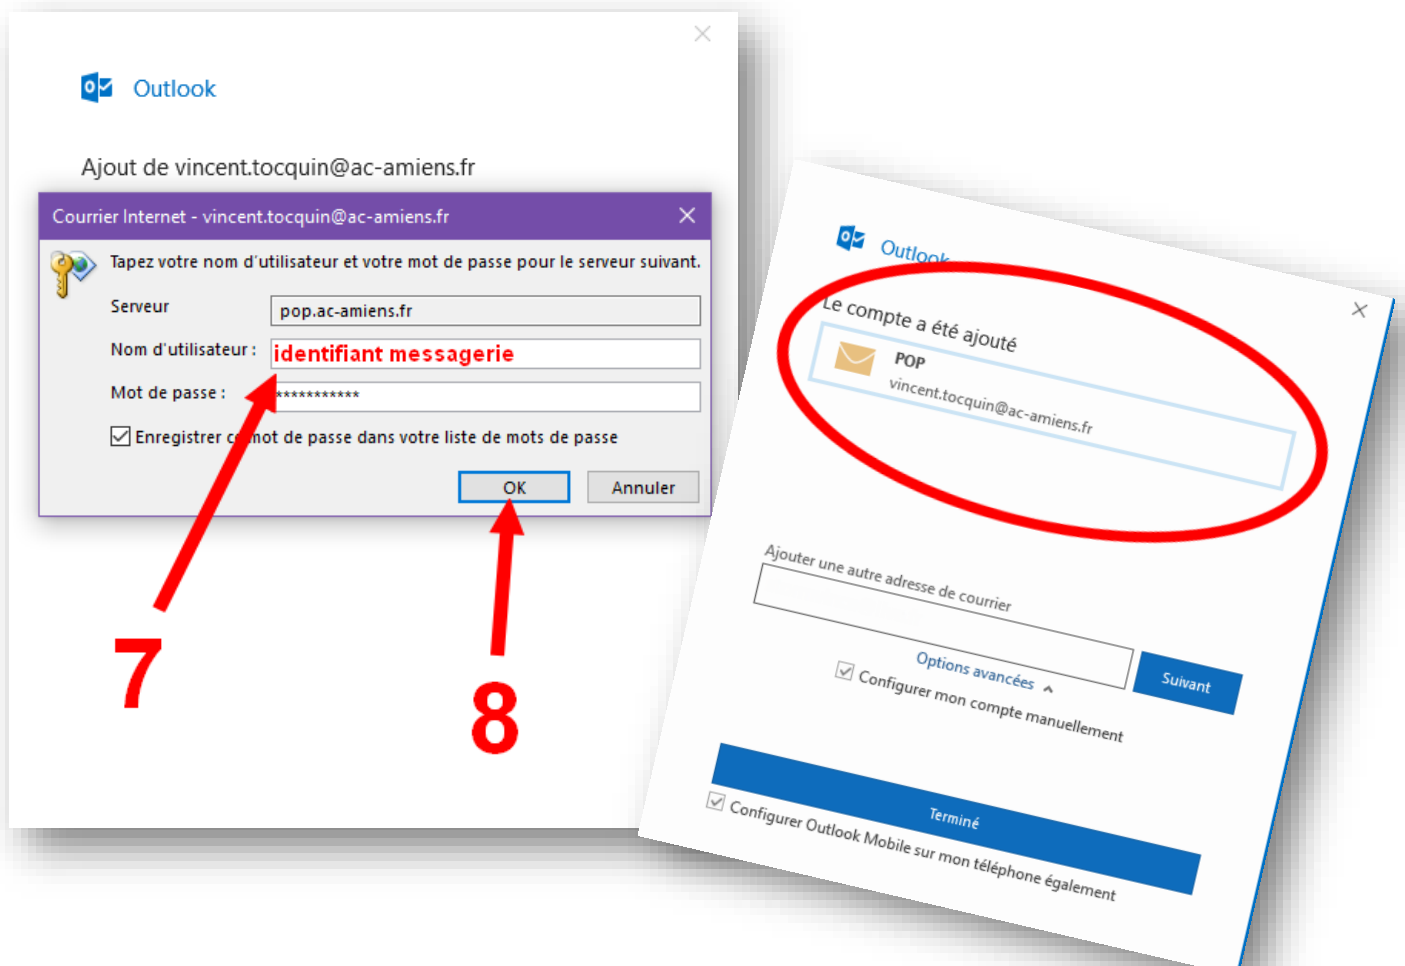 Outlook
Ajout de vincent.tocquin@ac-amiens.fr
Courrier Internet - vincent.tocquin@ac-amiens.fr
Tapez votre nom d'utilisateur et votre mot de passe pour le serveur suivant.
Serveur
pop.ac-amiens.fr
Nom d'utilisateur :
identifiant messagerie
Mot de passe :
***********
Enregistrer ce mot de passe dans votre liste de mots de passe
OK
Annuler
7
8
Outlook
Le compte a été ajouté
POP
vincent.tocquin@ac-amiens.fr
Ajouter une autre adresse de courrier
Suivant
Options avancées
Configurer mon compte manuellement
Terminé
Configurer Outlook Mobile sur mon téléphone également